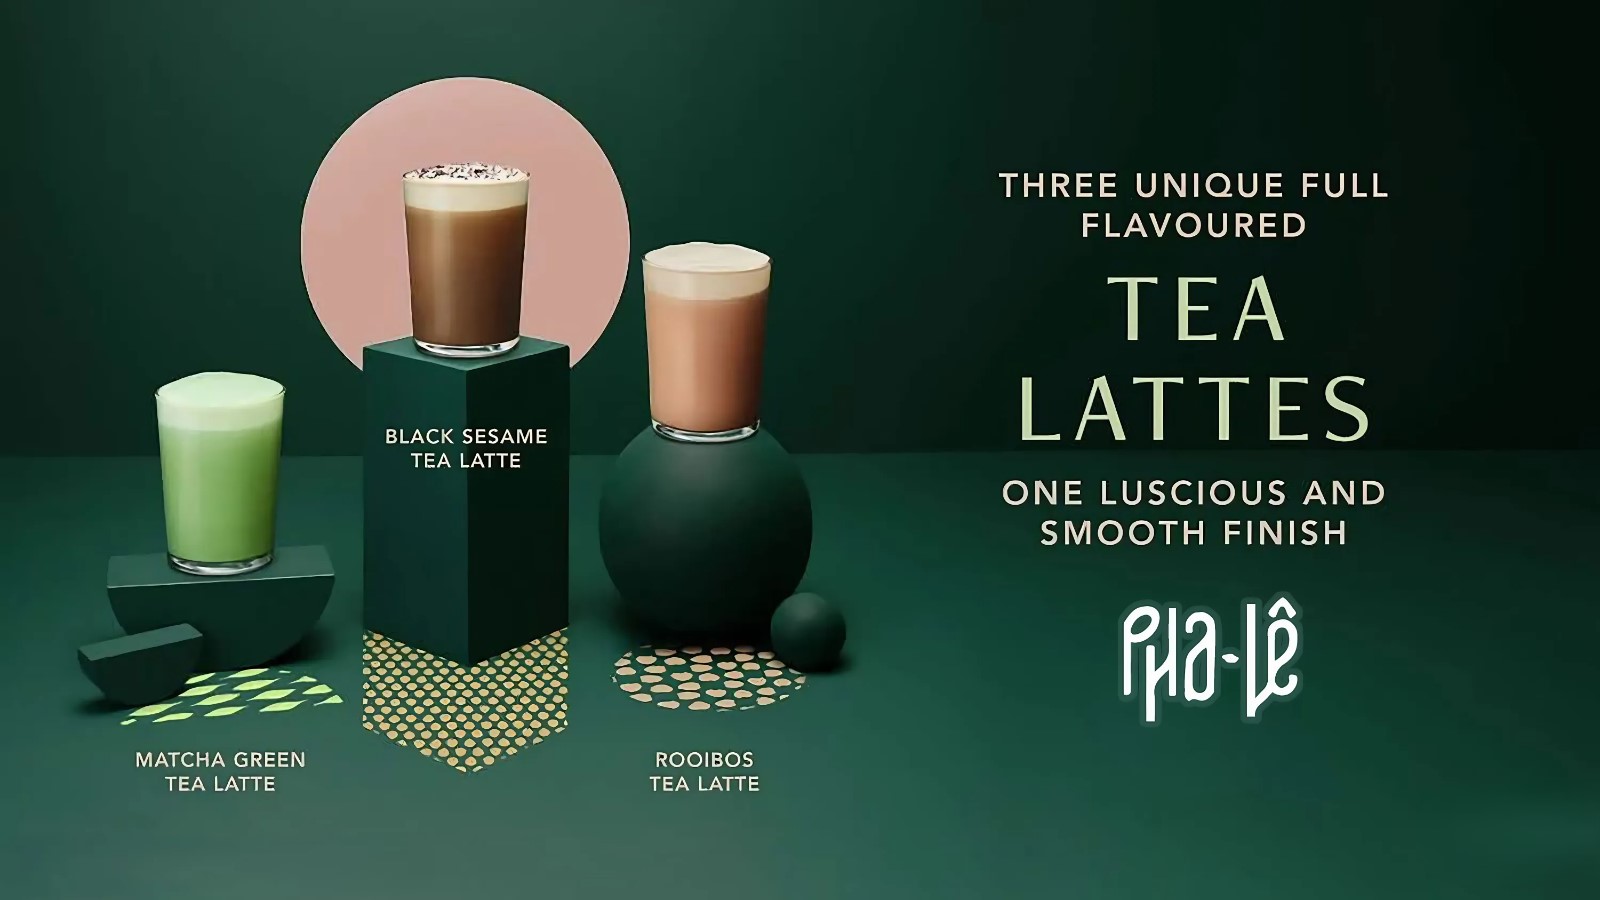 BLACK SESAME
TEA LATTE
MATCHA GREEN
TEA LATTE
ROOIBOS
TEA LATTE
THREE UNIQUE FULL
FLAVOURED
TEA
LATTES
ONE LUSCIOUS AND
SMOOTH FINISH
PHa-Lê